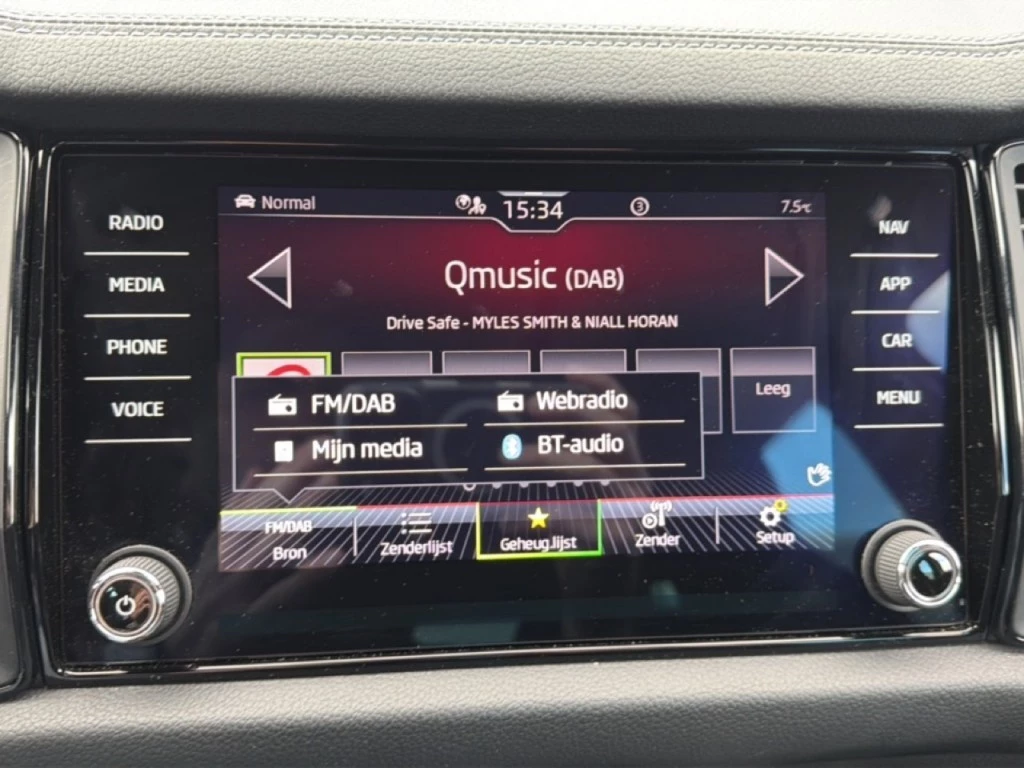 RADIO
MEDIA
PHONE
VOICE
Normal
15:34
3
7.5°C
Qmusic (DAB)
Drive Safe - MYLES SMITH & NIALL HORAN
Leeg
FM/DAB
Webradio
Mijn media
BT-audio
FM/DAB
Bron
Zenderlijst
Geheug.lijst
Zender
Setup
NAV
APP
CAR
MENU